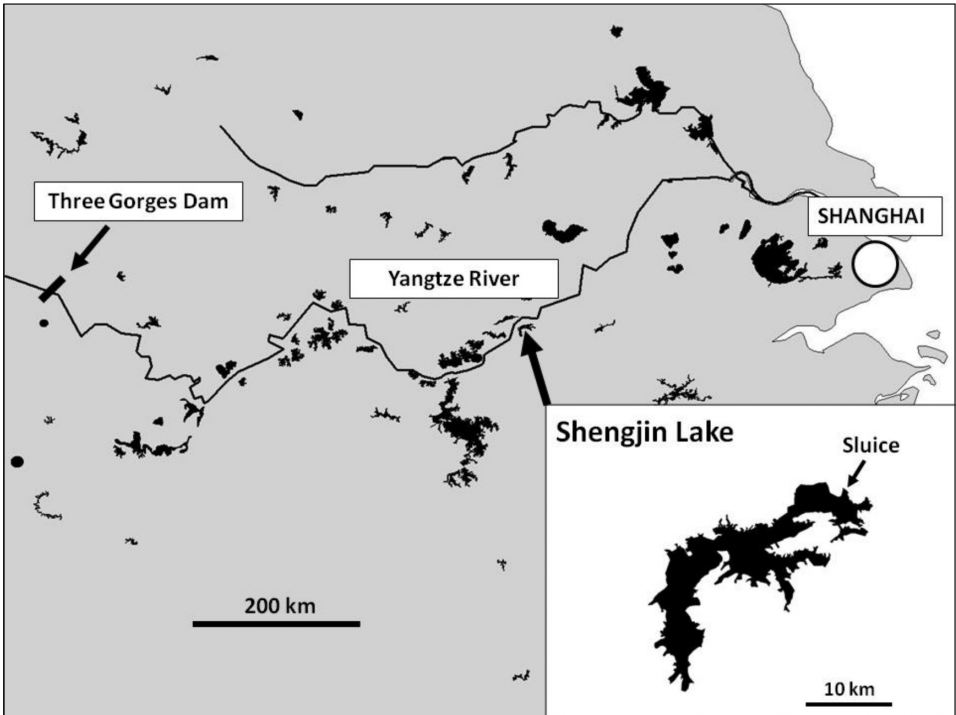 Three Gorges Dam
SHANGHAI
Yangtze River
Shengjin Lake
Sluice
200 km
10 km